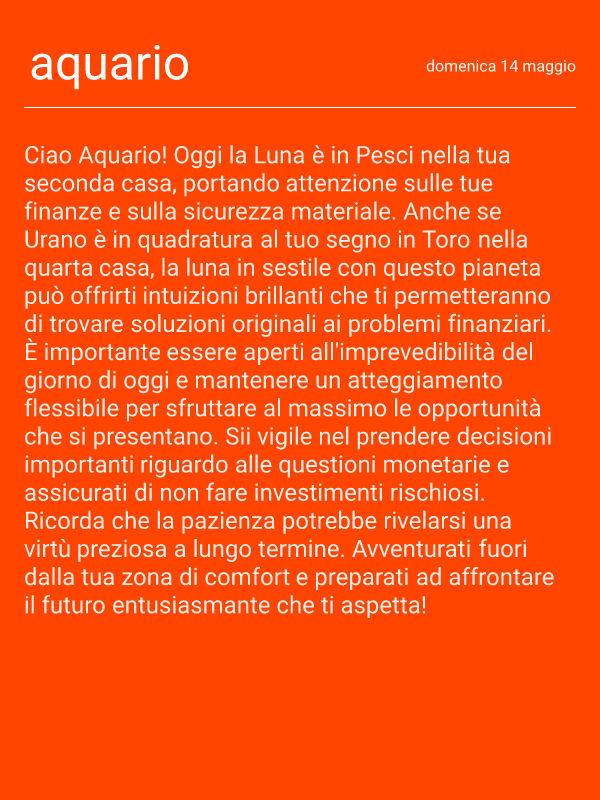 aquario
domenica 14 maggio
Ciao Aquario! Oggi la Luna è in Pesci nella tua
seconda casa, portando attenzione sulle tue
finanze e sulla sicurezza materiale. Anche se
Urano è in quadratura al tuo segno in Toro nella
quarta casa, la luna in sestile con questo pianeta
può offrirti intuizioni brillanti che ti permetteranno
di trovare soluzioni originali ai problemi finanziari.
È importante essere aperti all'imprevedibilità del
giorno di oggi e mantenere un atteggiamento
flessibile per sfruttare al massimo le opportunità
che si presentano. Sii vigile nel prendere decisioni
importanti riguardo alle questioni monetarie e
assicurati di non fare investimenti rischiosi.
Ricorda che la pazienza potrebbe rivelarsi una
virtù preziosa a lungo termine. Avventurati fuori
dalla tua zona di comfort e preparati ad affrontare
il futuro entusiasmante che ti aspetta!